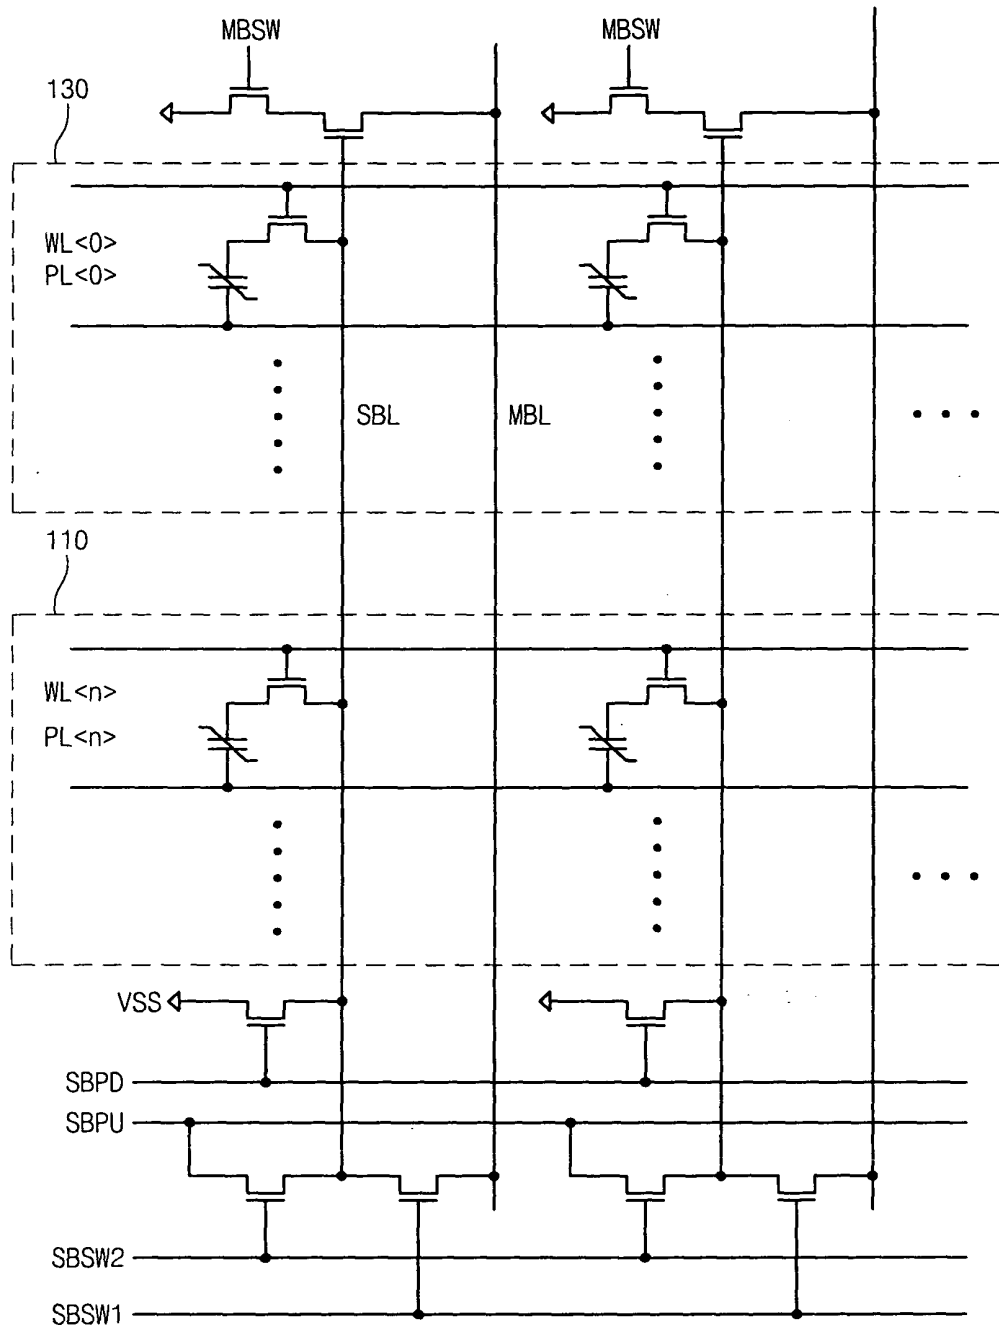 MBSW MBSW
130
WL<0>
PL<0>
SBL MBL
110
WL<n>
PL<n>
VSS
SBPD
SBPU
SBSW2
SBSW1